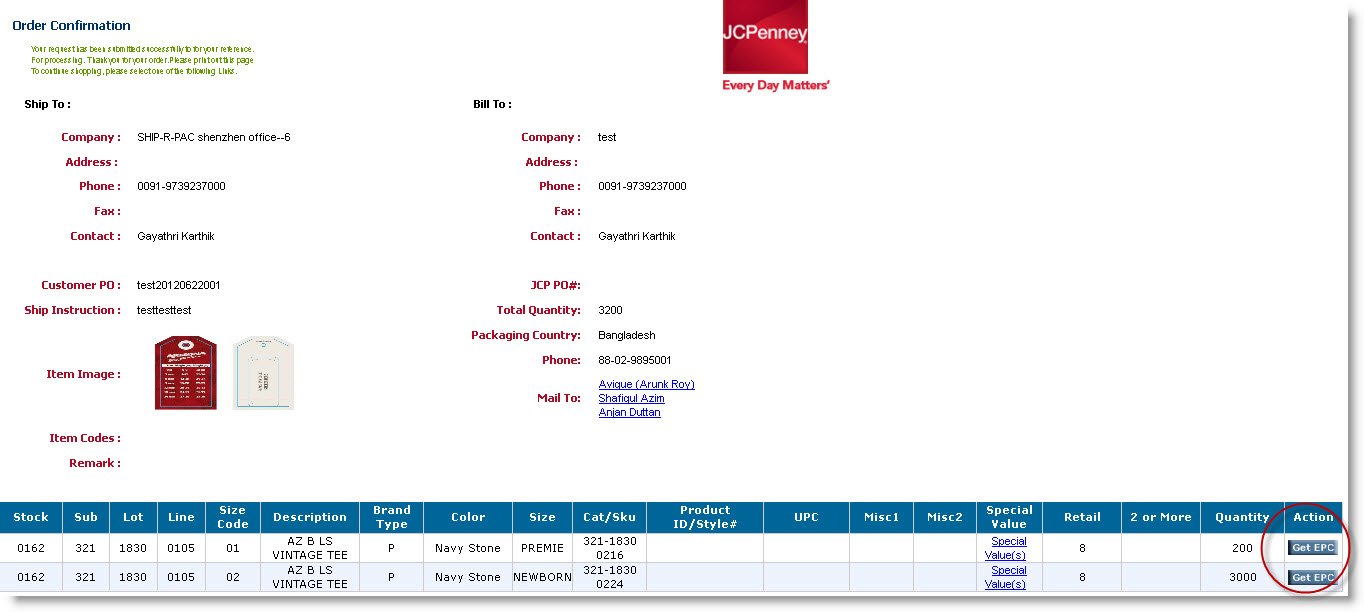 Order Confirmation
JCPenney
Every Day Matters®
Your request has been submitted successfully to for your reference.
For processing. Thank you for your order.Please print out this page
To continue shopping, please select one of the following Links.
Ship To :
Bill To :
Company : SHIP-R-PAC shenzhen office--6
Company : test
Address :
Address :
Phone : 0091-9739237000
Phone : 0091-9739237000
Fax :
Fax :
Contact : Gayathri Karthik
Contact : Gayathri Karthik
Customer PO : test20120622001
JCP PO#:
Ship Instruction : testtesttest
Total Quantity: 3200
Packaging Country: Bangladesh
Phone: 88-02-9895001
Item Image :
Mail To: Avique (Arunk Roy)
Shafiqul Azim
Anjan Duttan
Item Codes :
Remark :
Stock Sub Lot Line Size Code Description Brand Type Color Size Cat/Sku Product ID/Style# UPC Misc1 Misc2 Special Value Retail 2 or More Quantity Action
0162 321 1830 0105 01 AZ B LS VINTAGE TEE P Navy Stone PREMIE 321-1830 0216 Special Value(s) 8 200 Get EPC
0162 321 1830 0105 02 AZ B LS VINTAGE TEE P Navy Stone NEWBORN 321-1830 0224 Special Value(s) 8 3000 Get EPC